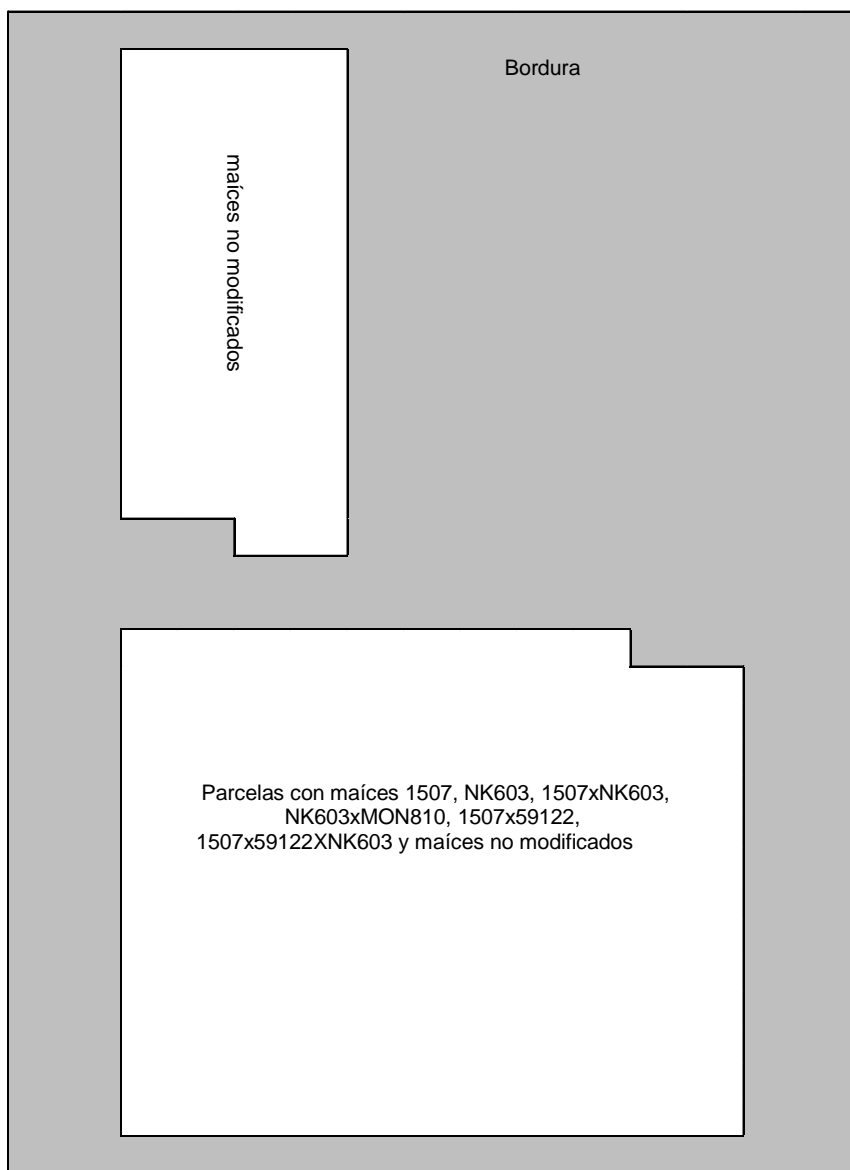 Bordura
maíces no modificados
Parcelas con maíces 1507, NK603, 1507xNK603,
NK603xMON810, 1507x59122,
1507x59122XNK603 y maíces no modificados